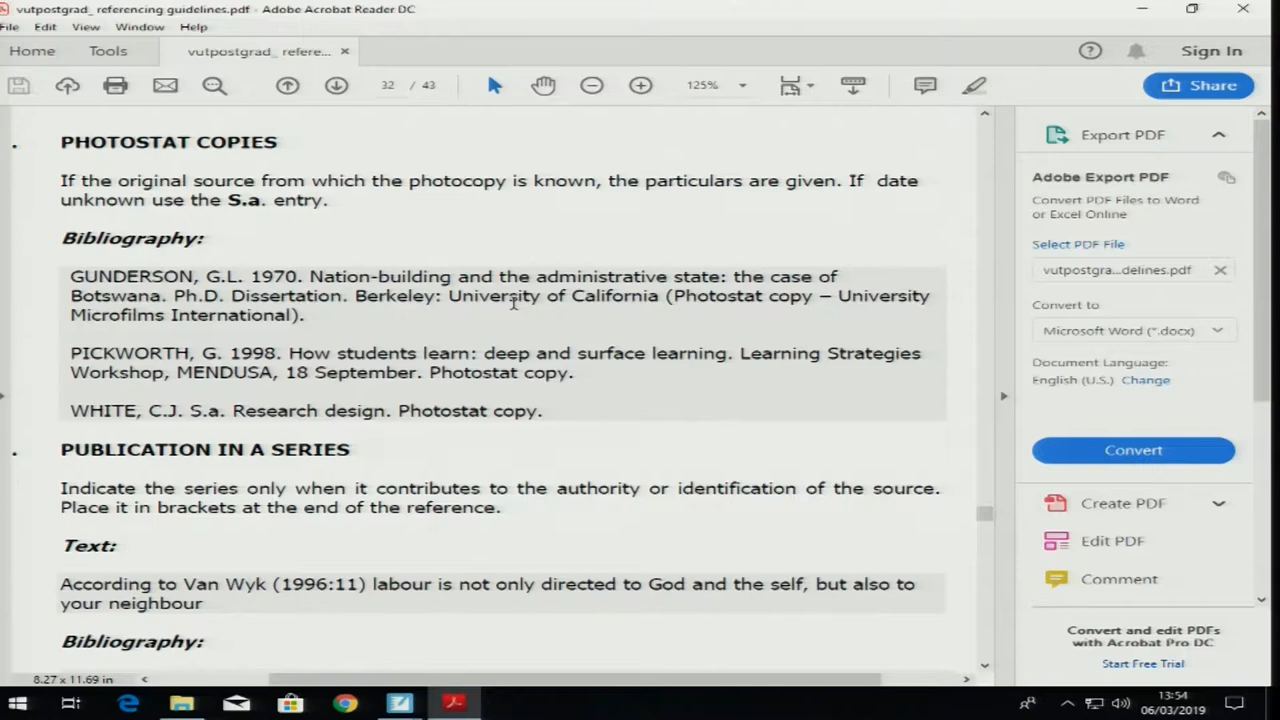 vutpostgrad_ referencing guidelines.pdf - Adobe Acrobat Reader DC
File Edit View Window Help
Home Tools vutpostgrad_ refere... × Sign In
32 / 43 125% Share
. PHOTOSTAT COPIES
If the original source from which the photocopy is known, the particulars are given. If date
unknown use the S.a. entry.
Bibliography:
GUNDERSON, G.L. 1970. Nation-building and the administrative state: the case of
Botswana. Ph.D. Dissertation. Berkeley: University of California (Photostat copy – University
Microfilms International).
PICKWORTH, G. 1998. How students learn: deep and surface learning. Learning Strategies
Workshop, MENDUSA, 18 September. Photostat copy.
WHITE, C.J. S.a. Research design. Photostat copy.
. PUBLICATION IN A SERIES
Indicate the series only when it contributes to the authority or identification of the source.
Place it in brackets at the end of the reference.
Text:
According to Van Wyk (1996:11) labour is not only directed to God and the self, but also to
your neighbour
Bibliography:
8.27 x 11.69 in
Export PDF
Adobe Export PDF
Convert PDF Files to Word
or Excel Online
Select PDF File
vutpostgra...delines.pdf
Convert to
Microsoft Word (*.docx)
Document Language:
English (U.S.) Change
Convert
Create PDF
Edit PDF
Comment
Convert and edit PDFs
with Acrobat Pro DC
Start Free Trial
13:54
06/03/2019